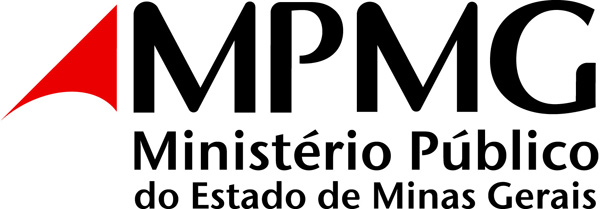 MPMG
Ministério Público
do Estado de Minas Gerais